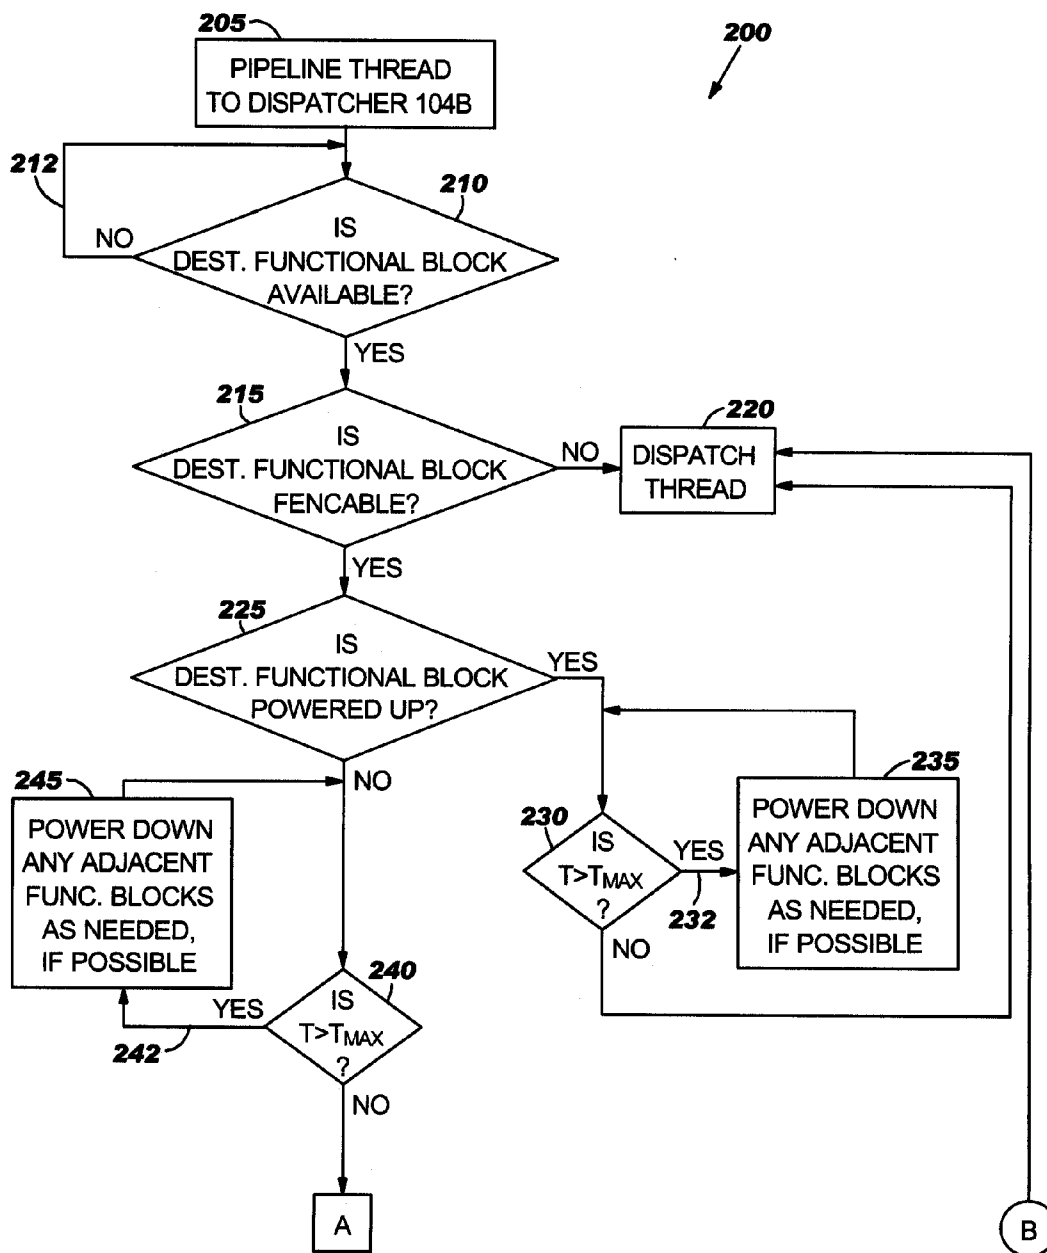 205
200
PIPELINE THREAD
TO DISPATCHER 104B
212
210
NO
IS
DEST. FUNCTIONAL BLOCK
AVAILABLE?
YES
215
220
IS
DEST. FUNCTIONAL BLOCK
FENCABLE?
NO
DISPATCH
THREAD
YES
225
IS
DEST. FUNCTIONAL BLOCK
POWERED UP?
YES
NO
245
POWER DOWN
ANY ADJACENT
FUNC. BLOCKS
AS NEEDED,
IF POSSIBLE
230
IS
T>TMAX
?
YES
232
NO
235
POWER DOWN
ANY ADJACENT
FUNC. BLOCKS
AS NEEDED,
IF POSSIBLE
240
YES
242
IS
T>TMAX
?
NO
A
B